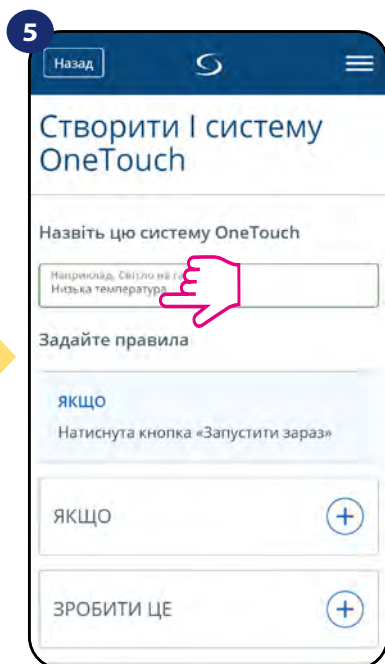 5
Назад
Створити І систему
OneTouch
Назвіть цю систему OneTouch
Наприклад, Світло на
Низька температура
Задайте правила
ЯКЩО
Натиснута кнопка «Запустити зараз»
ЯКЩО
ЗРОБИТИ ЦЕ